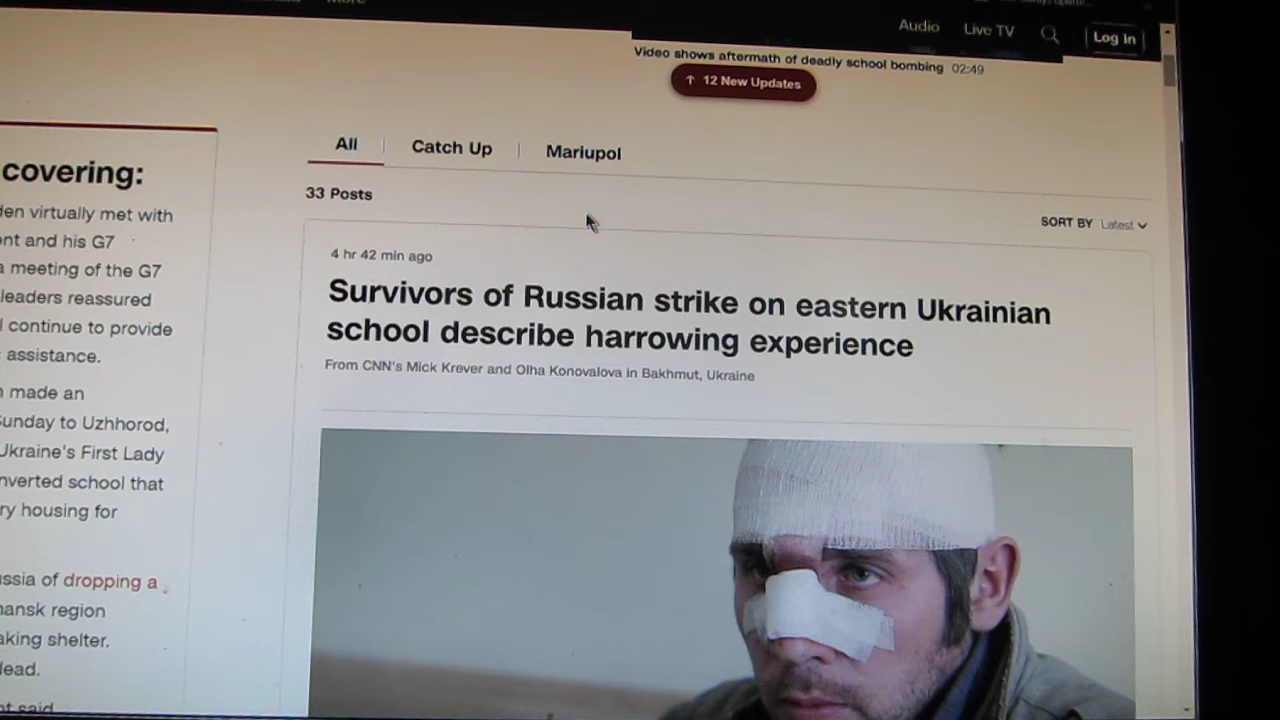 Audio
Live TV
Log In
Video shows aftermath of deadly school bombing 02:49
↑ 12 New Updates
All
Catch Up
Mariupol
33 Posts
SORT BY Latest
4 hr 42 min ago
Survivors of Russian strike on eastern Ukrainian
school describe harrowing experience
From CNN's Mick Krever and Olha Konovalova in Bakhmut, Ukraine
covering:
den virtually met with
nt and his G7
a meeting of the G7
leaders reassured
l continue to provide
assistance.
n made an
Sunday to Uzhhorod,
Ukraine's First Lady
nverted school that
ry housing for
ssia of dropping a
hansk region
aking shelter.
dead.